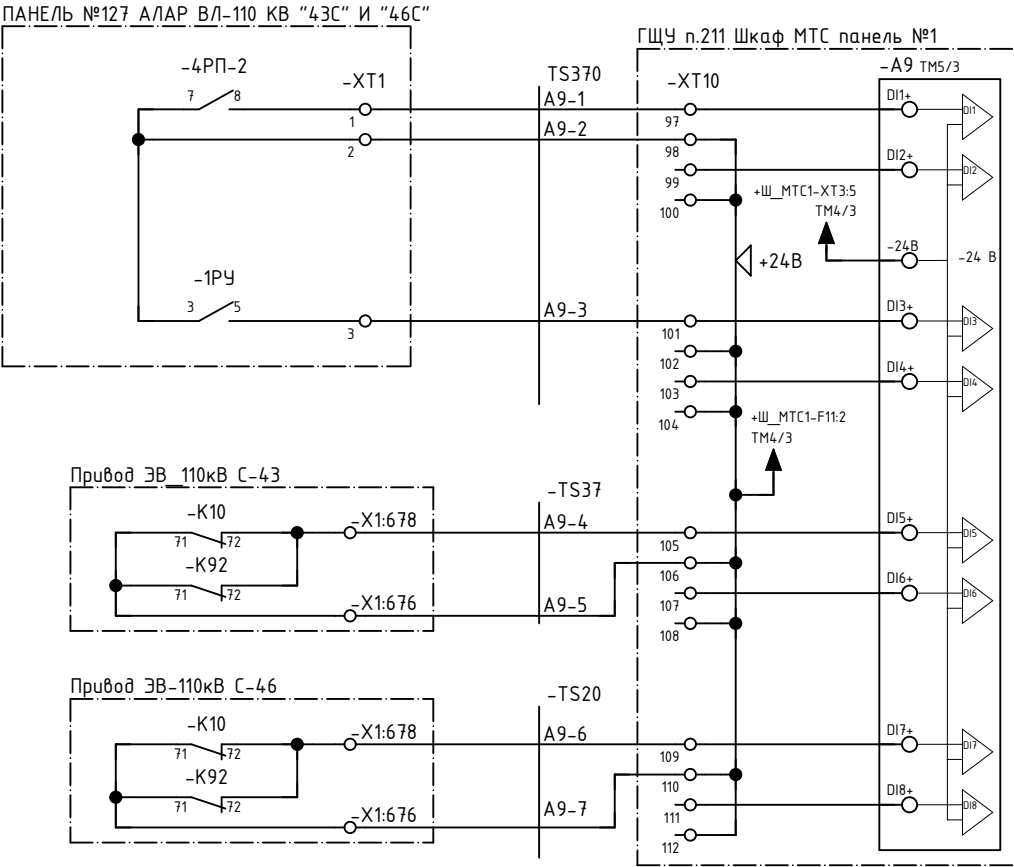 ПАНЕЛЬ №127 АЛАР ВЛ-110 КВ "43С" И "46С"
ГЩУ п.211 Шкаф МТС панель №1
-4РП-2
7 8
-XT1
1
2
TS370
A9-1
A9-2
-XT10
97
98
99
100
-A9 TM5/3
DI1+
DI1
DI2+
DI2
+Ш_МТС1-XT3:5
TM4/3
-24В
-24 В
+24В
-1РУ
3 5
3
A9-3
101
102
103
104
DI3+
DI3
DI4+
DI4
+Ш_МТС1-F11:2
TM4/3
Привод ЭВ_110кВ С-43
-K10
71 72
-K92
71 72
-X1:678
-X1:676
-TS37
A9-4
A9-5
105
106
107
108
DI5+
DI5
DI6+
DI6
Привод ЭВ-110кВ С-46
-K10
71 72
-K92
71 72
-X1:678
-X1:676
-TS20
A9-6
A9-7
109
110
111
112
DI7+
DI7
DI8+
DI8